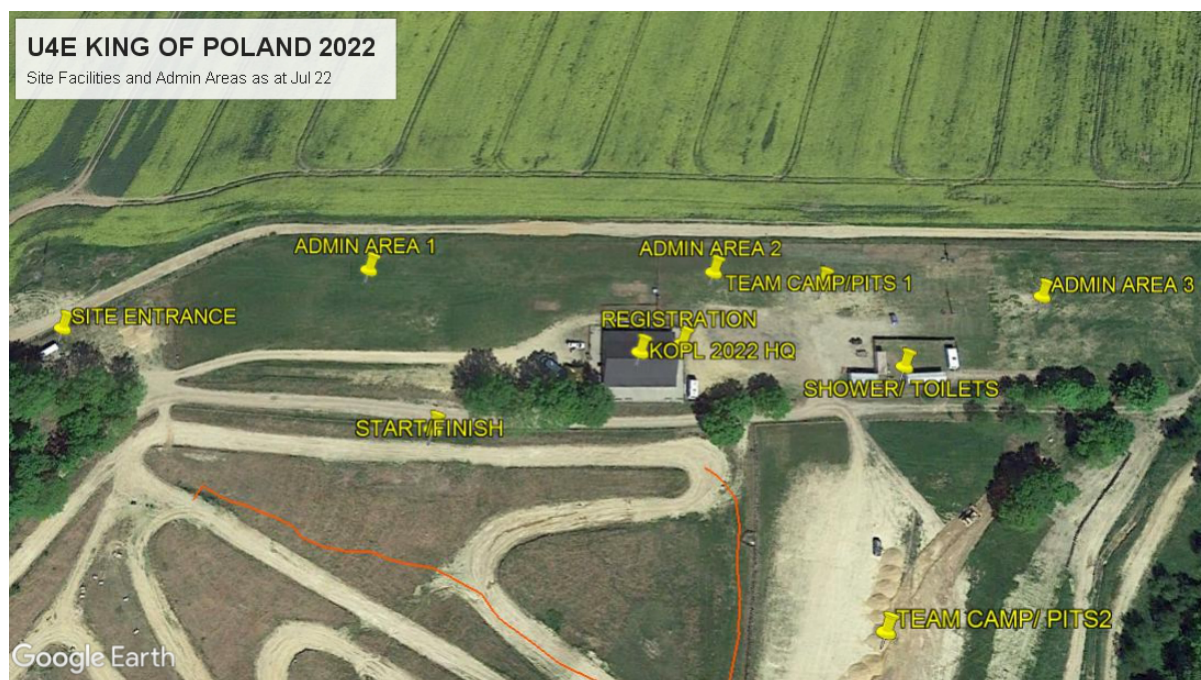 U4E KING OF POLAND 2022
Site Facilities and Admin Areas as at Jul 22
ADMIN AREA 1
ADMIN AREA 2
TEAM CAMP/PITS 1
ADMIN AREA 3
SITE ENTRANCE
REGISTRATION
KOPL 2022 HQ
SHOWER/ TOILETS
START/FINISH
TEAM CAMP/ PITS2
Google Earth